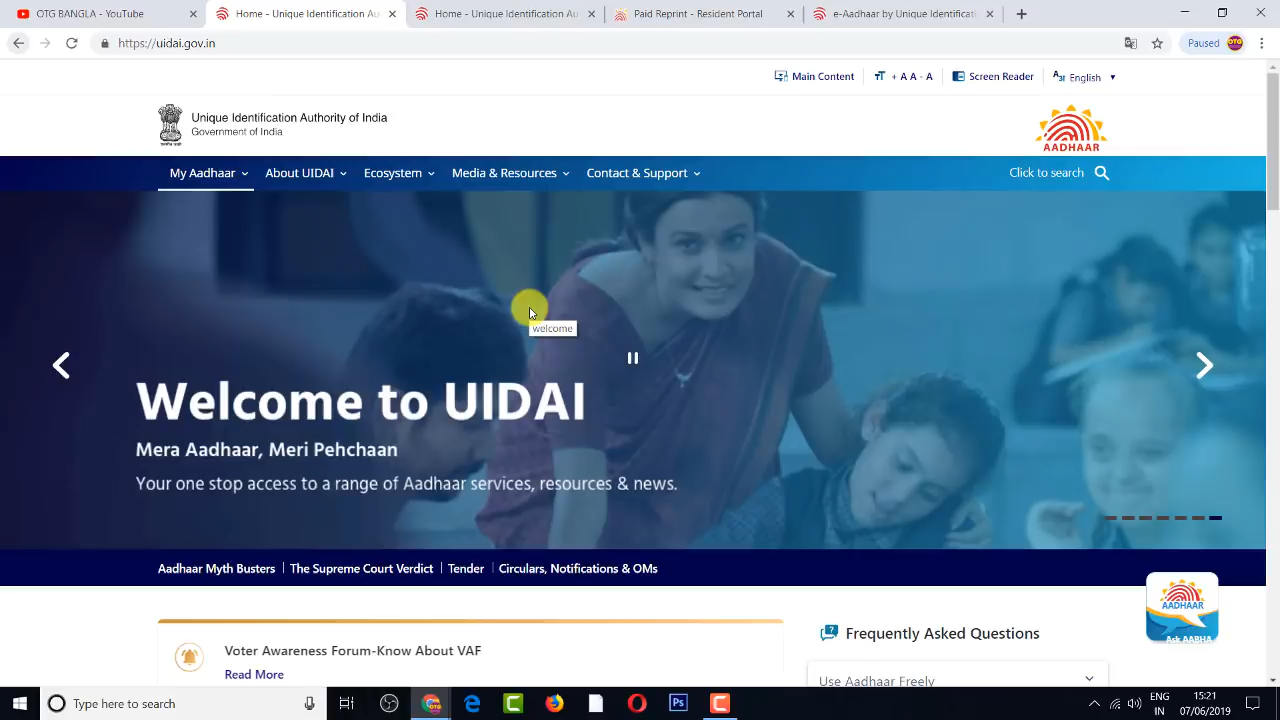 OTG BANGLA - YouTube
Home - Unique Identification Au
Home - Unique Identification Au
Paid Reprint - Resident Portal
e-Aadhaar by Unique Identificati
https://uidai.gov.in
Paused
OTG
Main Content
+ A A - A
Screen Reader
English
Unique Identification Authority of India
Government of India
AADHAAR
My Aadhaar
About UIDAI
Ecosystem
Media & Resources
Contact & Support
Click to search
welcome
Welcome to UIDAI
Mera Aadhaar, Meri Pehchaan
Your one stop access to a range of Aadhaar services, resources & news.
Aadhaar Myth Busters
The Supreme Court Verdict
Tender
Circulars, Notifications & OMs
AADHAAR
Ask AABHA
Voter Awareness Forum-Know About VAF
Read More
Frequently Asked Questions
Use Aadhaar Freely
Type here to search
ENG
IN
15:21
07/06/2019